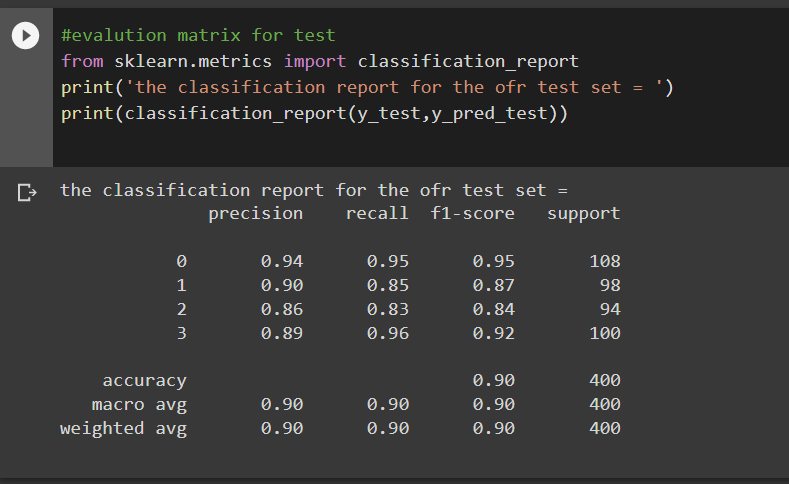 #evalution matrix for test
from sklearn.metrics import classification_report
print('the classification report for the ofr test set = ')
print(classification_report(y_test,y_pred_test))
the classification report for the ofr test set =
precision recall f1-score support
0 0.94 0.95 0.95 108
1 0.90 0.85 0.87 98
2 0.86 0.83 0.84 94
3 0.89 0.96 0.92 100
accuracy 0.90 400
macro avg 0.90 0.90 0.90 400
weighted avg 0.90 0.90 0.90 400